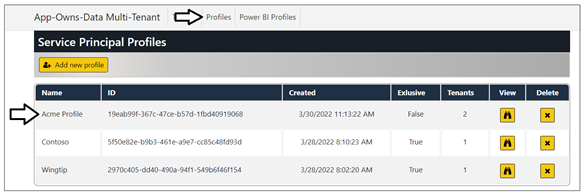 App-Owns-Data Multi-Tenant Profiles Power BI Profiles
Service Principal Profiles
Add new profile
Name ID Created Exlusive Tenants View Delete
Acme Profile 19eab99f-367c-47ce-b57d-1fbd40919068 3/30/2022 11:13:22 AM False 2
Contoso 5f50e82e-b9b3-461e-a9e7-cc85c48fd93d 3/28/2022 8:10:23 AM True 1
Wingtip 2970c405-dd40-490a-94f1-549b6f46f154 3/28/2022 8:02:20 AM True 1